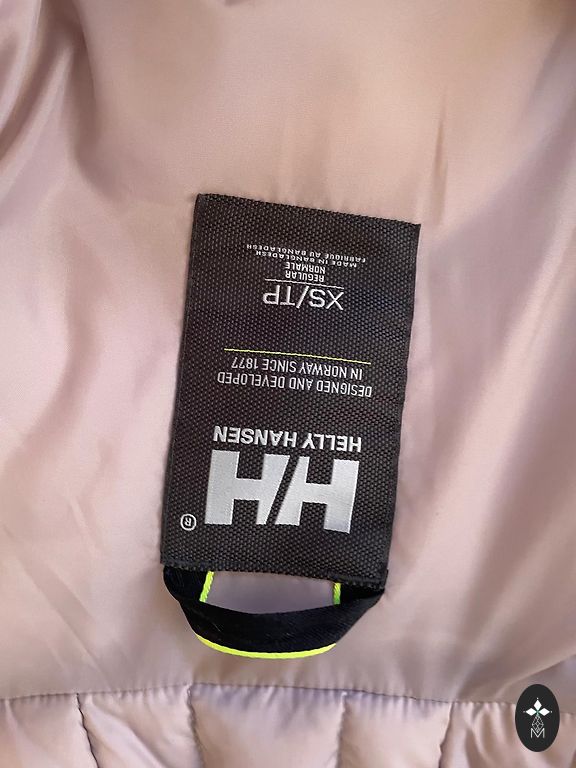 HH®
HELLY HANSEN
DESIGNED AND DEVELOPED
IN NORWAY SINCE 1877
XS/TP
REGULAR
NORMALE
MADE IN BANGLADESH
FABRIQUÉ AU BANGLADESH
M